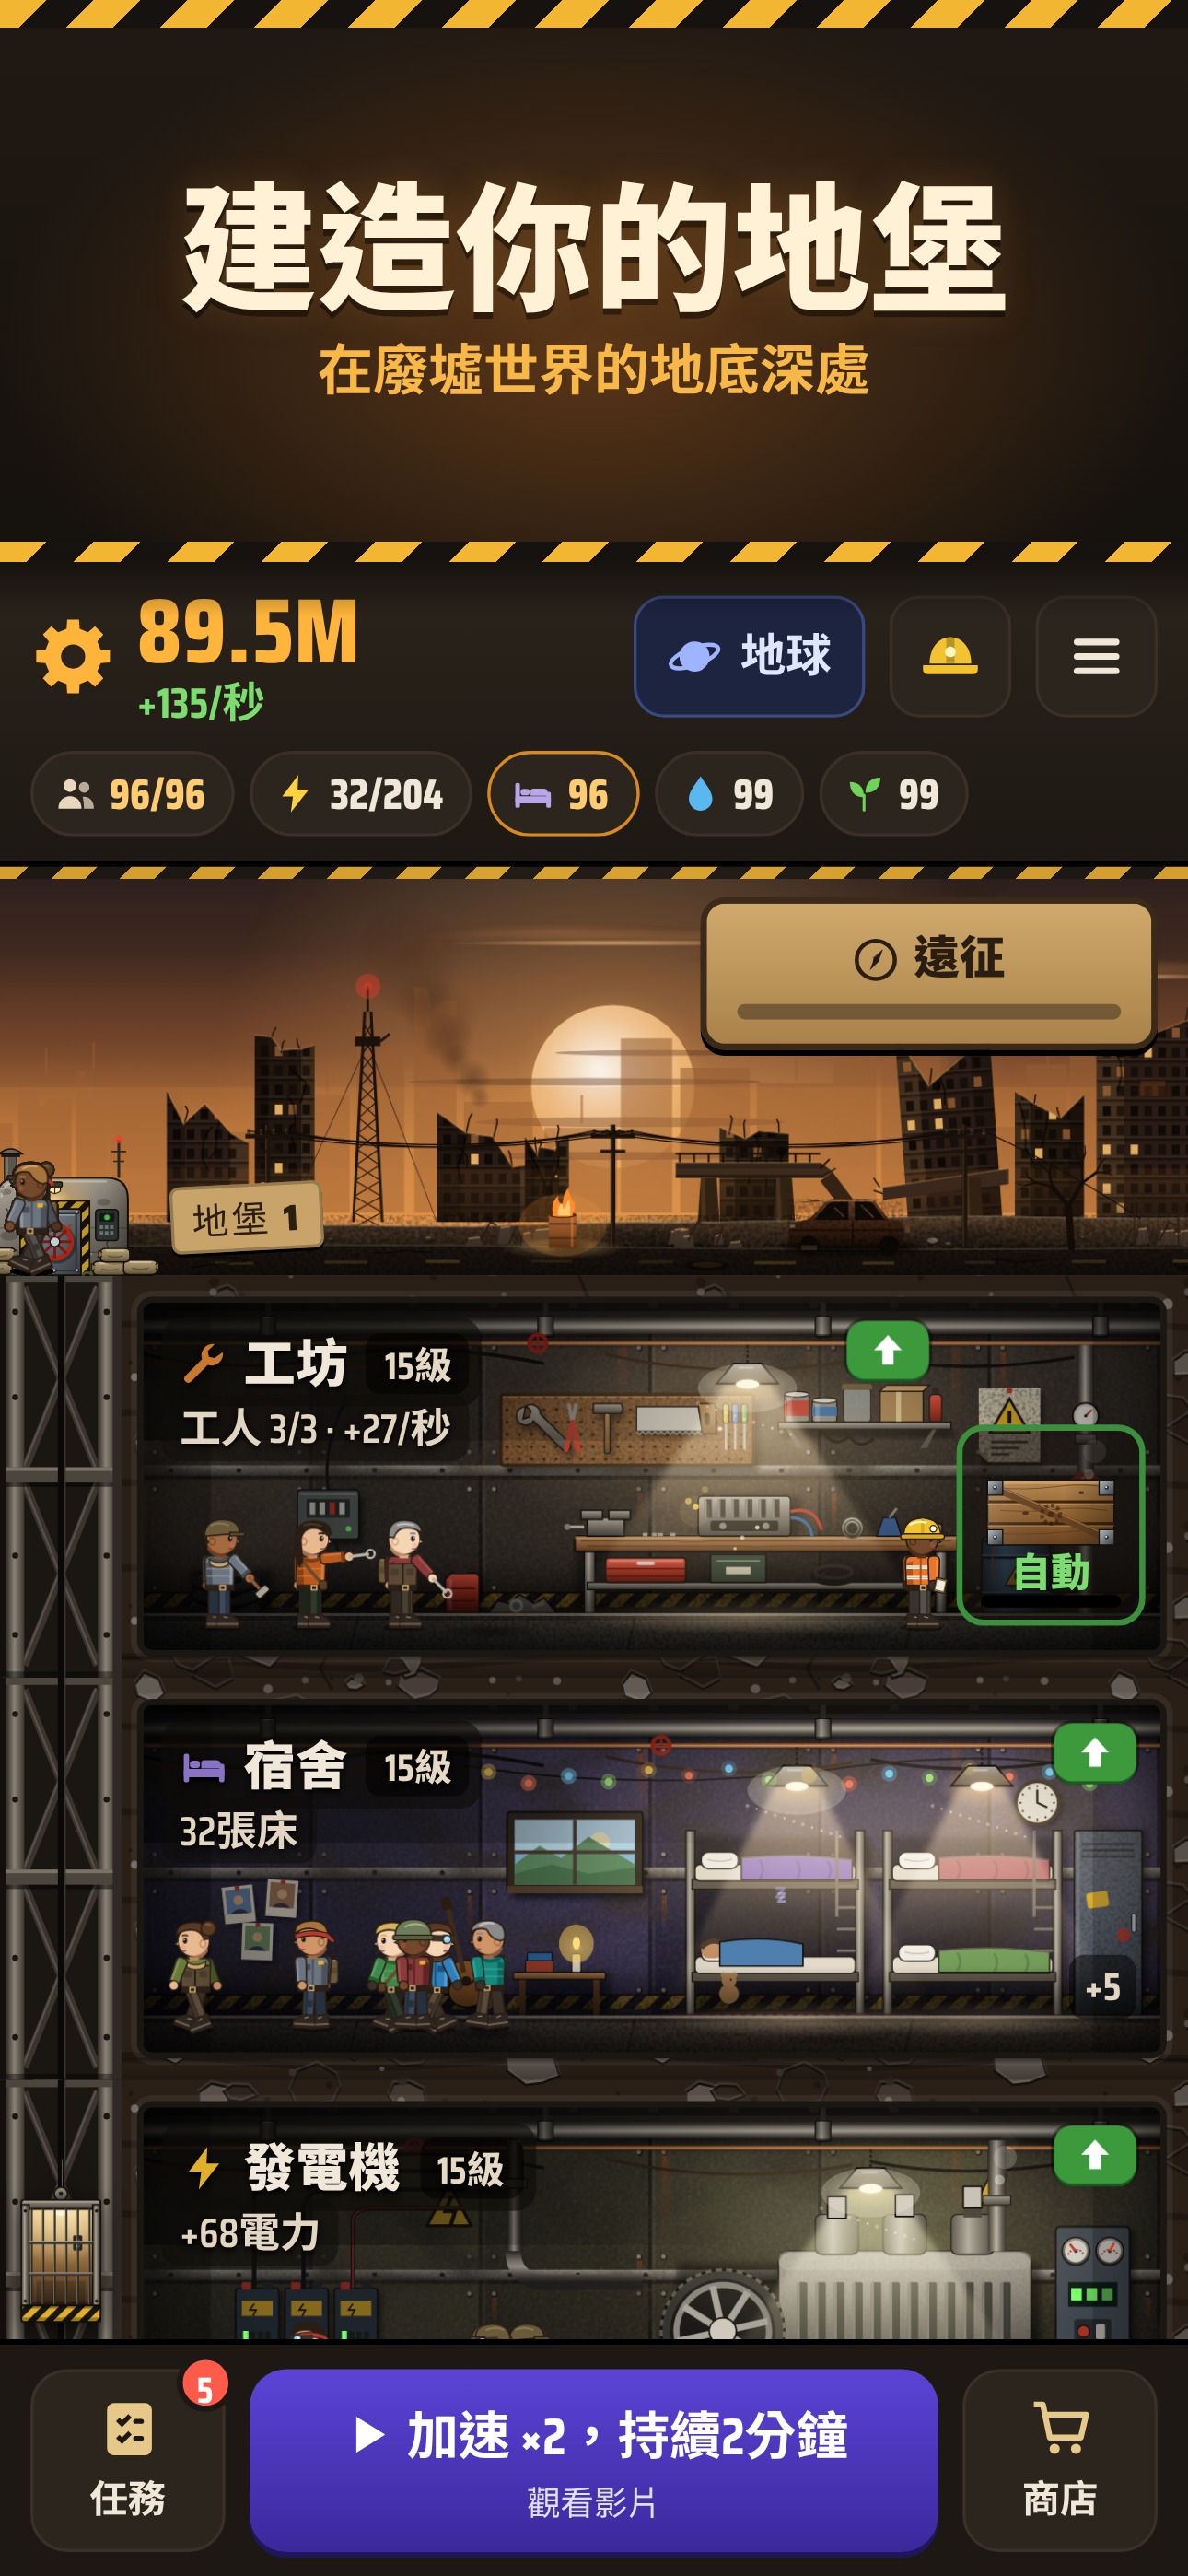 建造你的地堡
在廢墟世界的地底深處
89.5M
+135/秒
地球
96/96
32/204
96
99
99
遠征
地堡 1
工坊 15級
工人 3/3 · +27/秒
自動
宿舍 15級
32張床
+5
發電機 15級
+68電力
5
任務
加速 ×2，持續2分鐘
觀看影片
商店